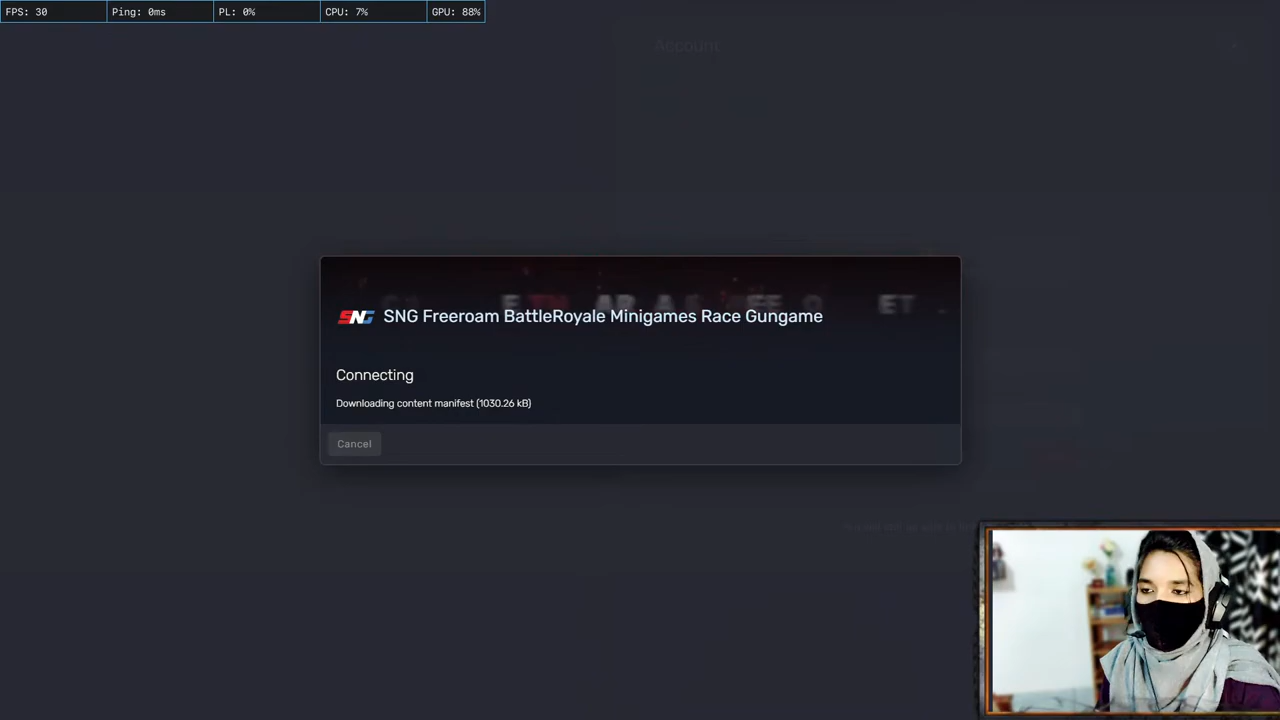 FPS: 30 Ping: 0ms PL: 0% CPU: 7% GPU: 88%
Account
SNG SNG Freeroam BattleRoyale Minigames Race Gungame
Connecting
Downloading content manifest (1030.26 kB)
Cancel